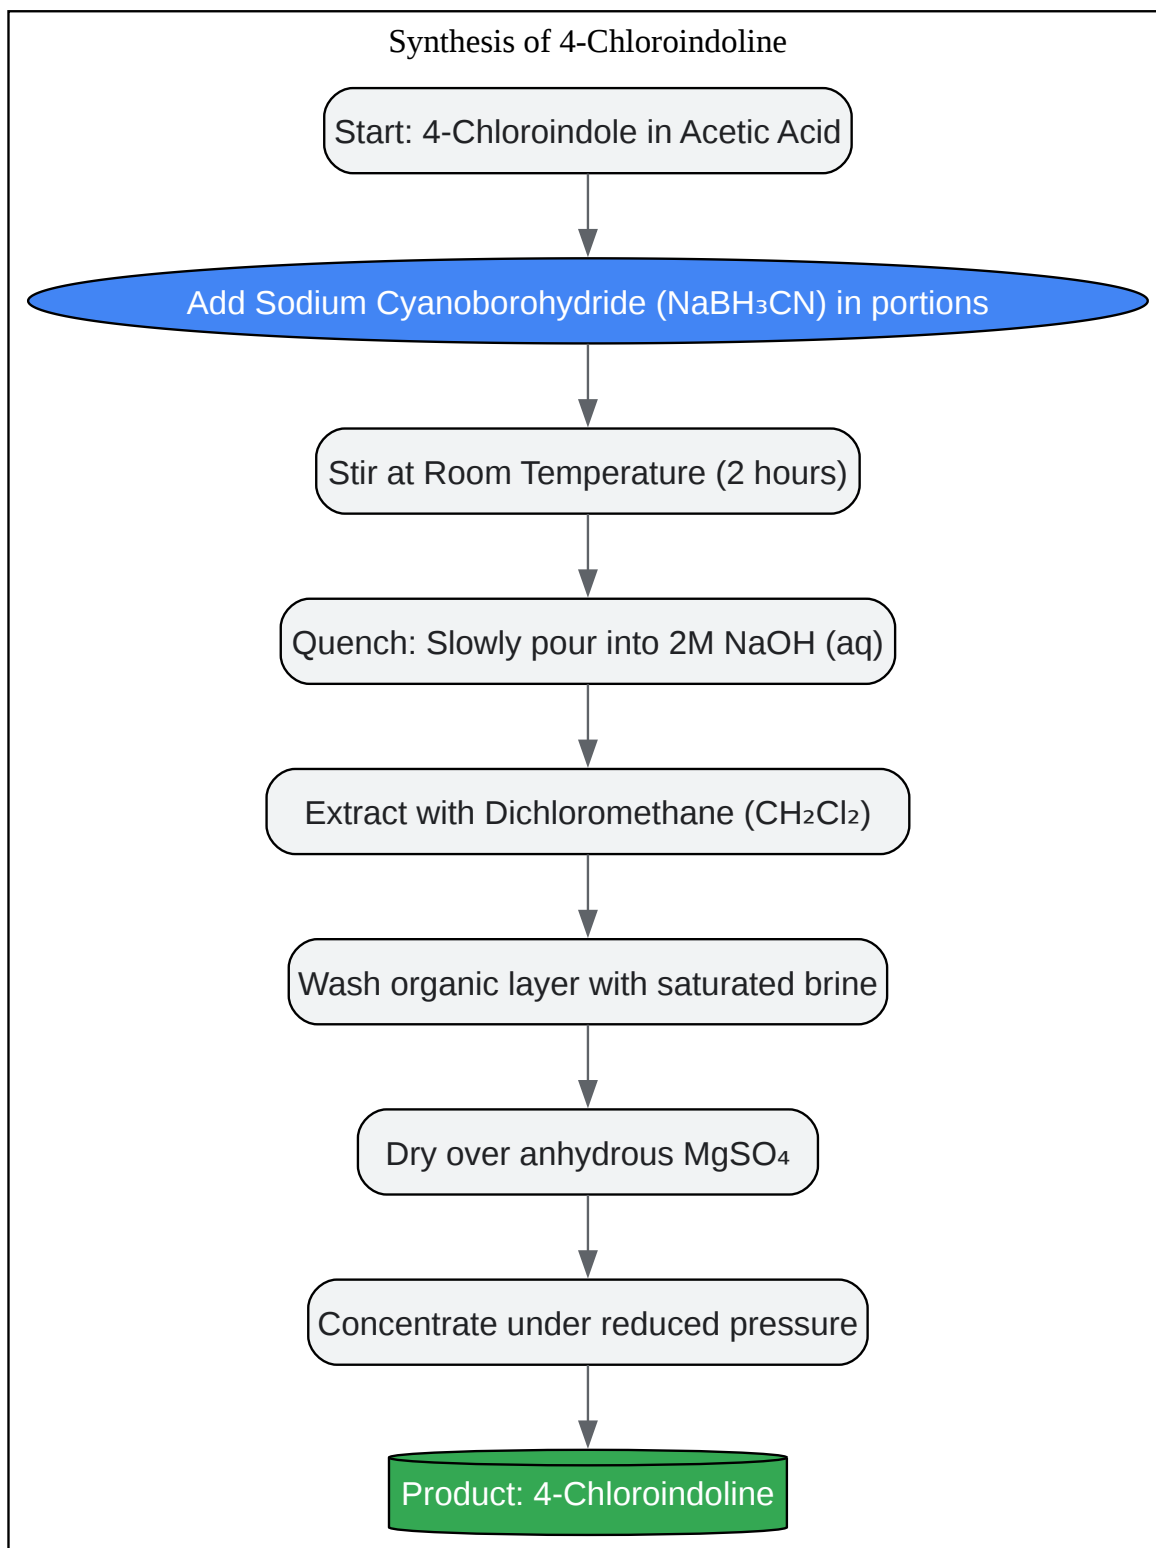 Synthesis of 4-Chloroindoline
Start: 4-Chloroindole in Acetic Acid
Add Sodium Cyanoborohydride (NaBH₃CN) in portions
Stir at Room Temperature (2 hours)
Quench: Slowly pour into 2M NaOH (aq)
Extract with Dichloromethane (CH₂Cl₂)
Wash organic layer with saturated brine
Dry over anhydrous MgSO₄
Concentrate under reduced pressure
Product: 4-Chloroindoline